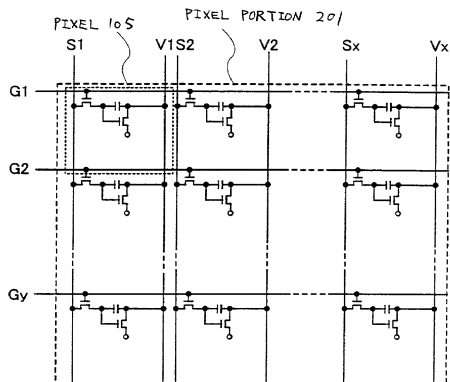 PIXEL 105
PIXEL PORTION 201
S1 V1 S2 V2 Sx Vx
G1
G2
Gy